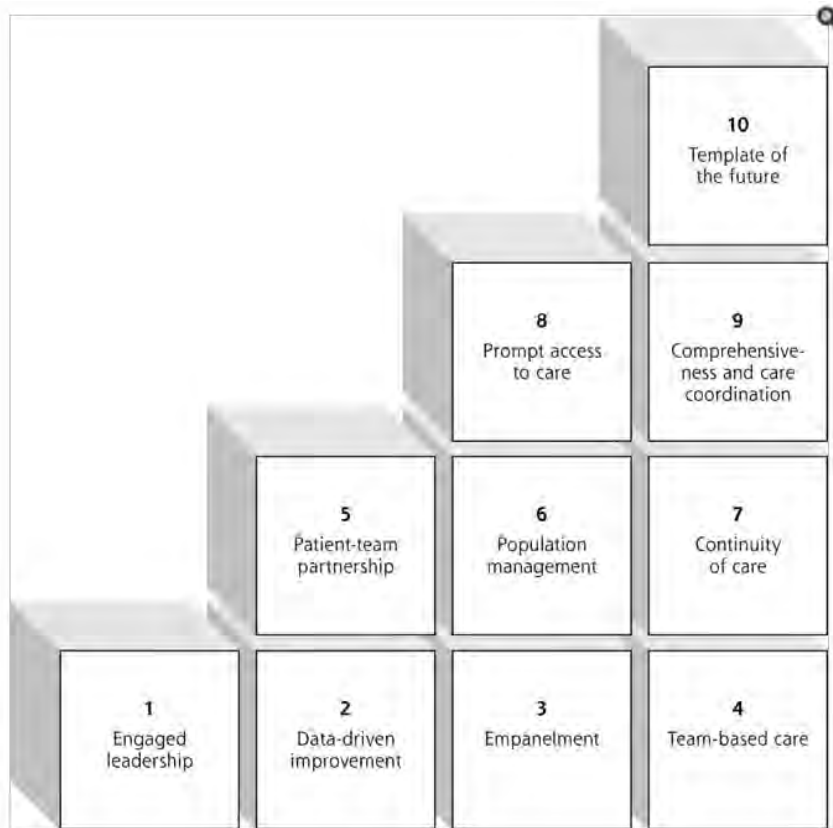 10
Template of
the future
8
Prompt access
to care
9
Comprehensive-
ness and care
coordination
5
Patient-team
partnership
6
Population
management
7
Continuity
of care
1
Engaged
leadership
2
Data-driven
improvement
3
Empanelment
4
Team-based care